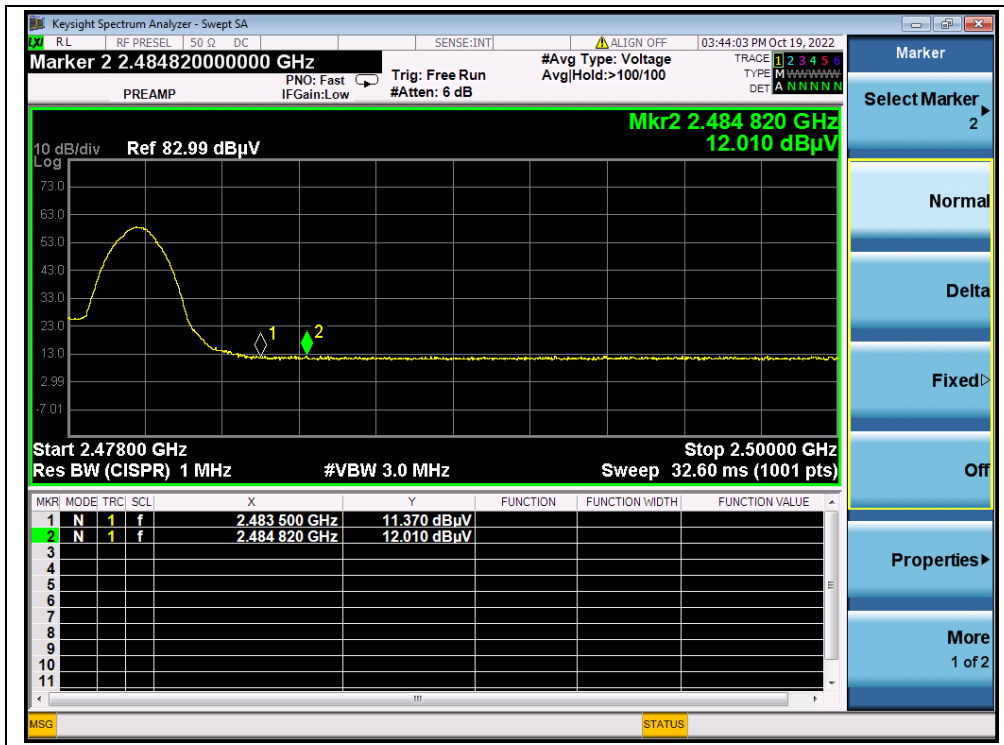 Keysight Spectrum Analyzer - Swept SA
LXI RL RF PRESEL 50 Ω DC SENSE:INT ALIGN OFF 03:44:03 PM Oct 19, 2022
Marker 2 2.484820000000 GHz
PREAMP
PNO: Fast
IFGain:Low
Trig: Free Run
#Atten: 6 dB
#Avg Type: Voltage
Avg|Hold:>100/100
TRACE 1 2 3 4 5 6
TYPE M W W W W W
DET A N N N N N
Mkr2 2.484 820 GHz
12.010 dBµV
10 dB/div Ref 82.99 dBµV
Log
73.0
63.0
53.0
43.0
33.0
23.0
13.0
2.99
-7.01
1
2
Start 2.47800 GHz Stop 2.50000 GHz
Res BW (CISPR) 1 MHz #VBW 3.0 MHz Sweep 32.60 ms (1001 pts)
MKR MODE TRC SCL X Y FUNCTION FUNCTION WIDTH FUNCTION VALUE
1 N 1 f 2.483 500 GHz 11.370 dBµV
2 N 1 f 2.484 820 GHz 12.010 dBµV
3
4
5
6
7
8
9
10
11
MSG STATUS
Marker
Select Marker
2
Normal
Delta
Fixed
Off
Properties
More
1 of 2